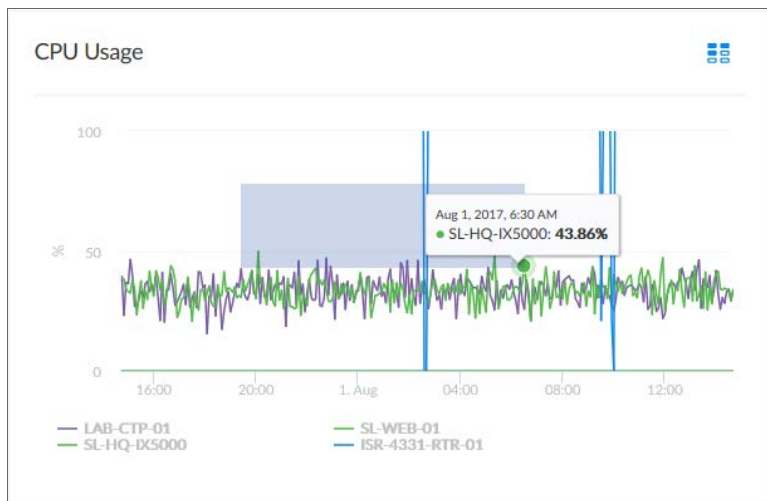 CPU Usage
100
%
50
0
Aug 1, 2017, 6:30 AM
● SL-HQ-IX5000: 43.86%
16:00
20:00
1. Aug
04:00
08:00
12:00
LAB-CTP-01
SL-WEB-01
SL-HQ-IX5000
ISR-4331-RTR-01